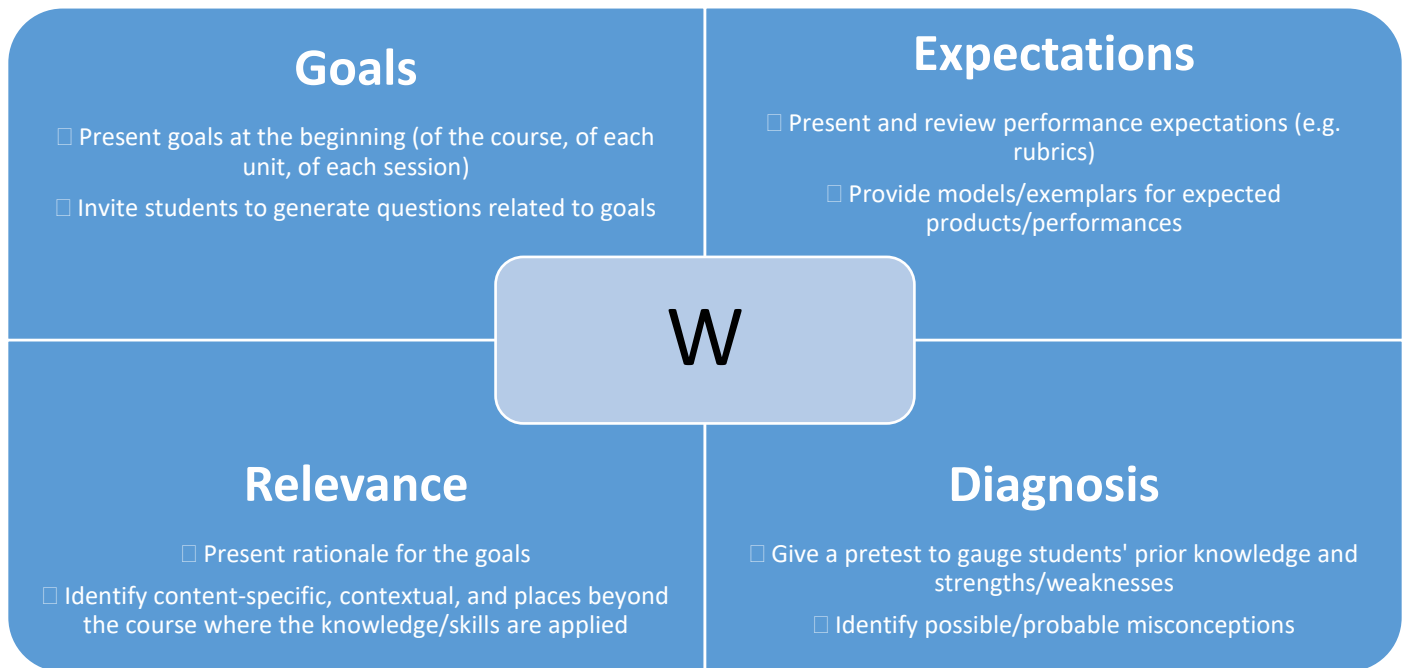 Goals
□ Present goals at the beginning (of the course, of each
unit, of each session)
□ Invite students to generate questions related to goals
Expectations
□ Present and review performance expectations (e.g.
rubrics)
□ Provide models/exemplars for expected
products/performances
W
Relevance
□ Present rationale for the goals
□ Identify content-specific, contextual, and places beyond
the course where the knowledge/skills are applied
Diagnosis
□ Give a pretest to gauge students' prior knowledge and
strengths/weaknesses
□ Identify possible/probable misconceptions